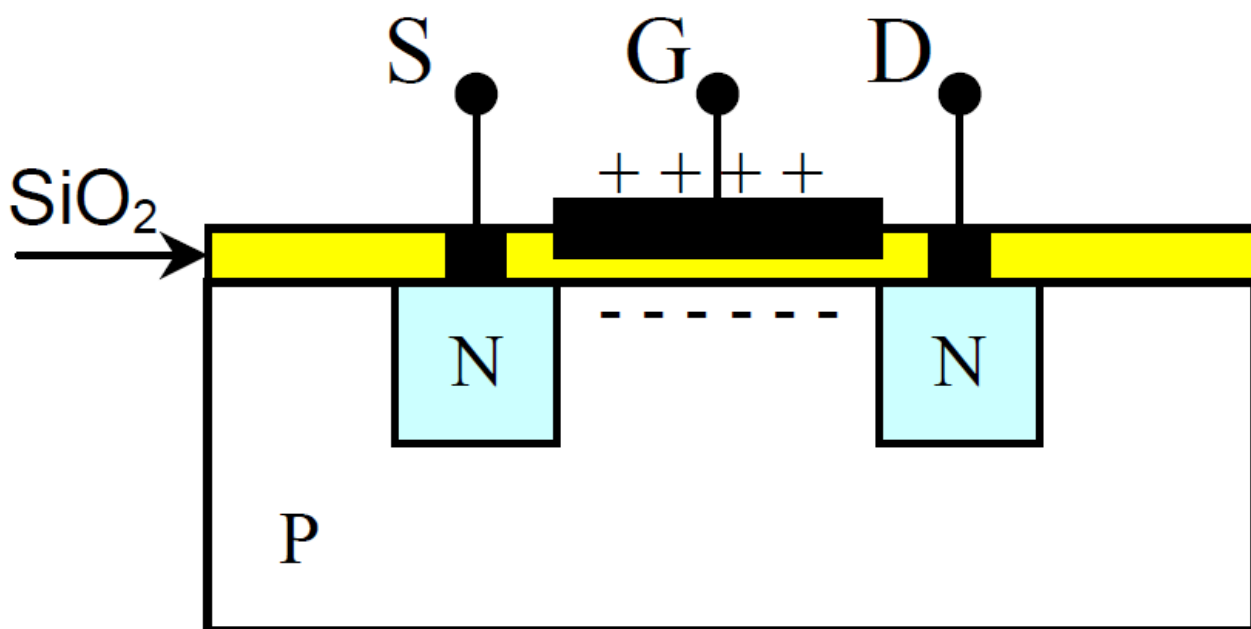 S G D
+ + + +
SiO₂
- - - - - -
N N
P